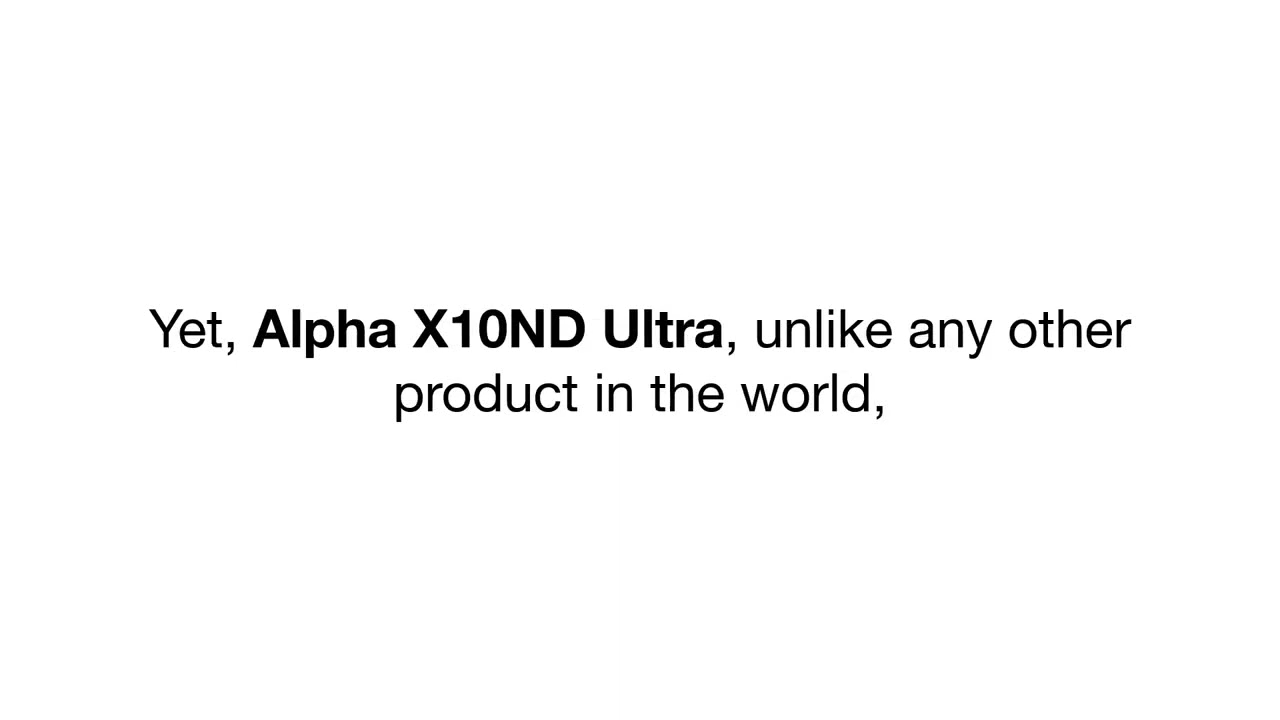 Yet, Alpha X10ND Ultra, unlike any other
product in the world,